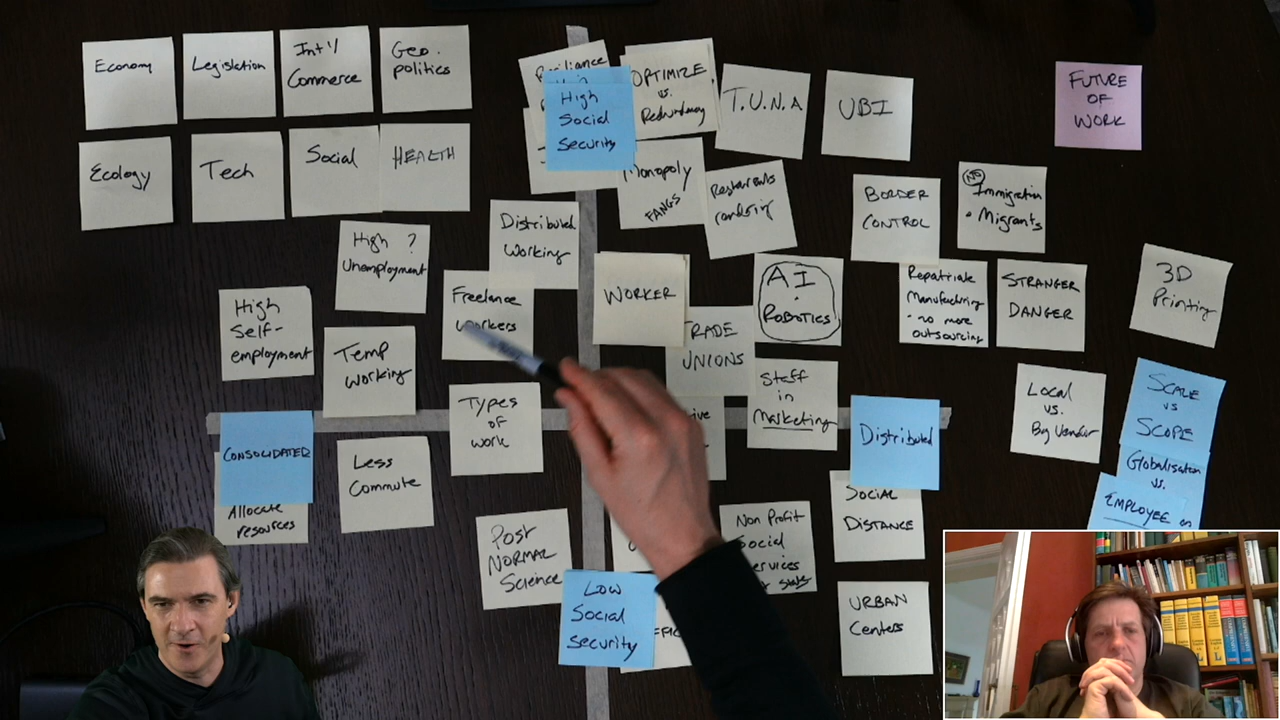 Economy
Legislation
Int'l
Commerce
Geo.
politics
Ecology
Tech
Social
HEALTH
Resiliance
High
Social
Security
OPTIMIZE
vs.
Redundancy
T.U.N.A
UBI
FUTURE
OF
WORK
Monopoly
FANGS
Restaurants
BORDER
CONTROL
NO
Immigration
• Migrants
High ?
Unemployment
Distributed
Working
High
Self-
employment
Freelance
workers
Temp
Working
WORKER
TRADE
UNIONS
AI
•
ROBOTICS
Repatriate
Manufacturing
• no more
outsourcing
STRANGER
DANGER
3D
Printing
CONSOLIDATED
Allocate
resources
Less
Commute
Types
of
work
Staff
in
Marketing
Distributed
Local
vs.
Big Vendor
SCALE
vs
SCOPE
Globalisation
vs.
EMPLOYEE
POST
NORMAL
Science
Low
Social
Security
Non Profit
Social
SOCIAL
DISTANCE
URBAN
Centers